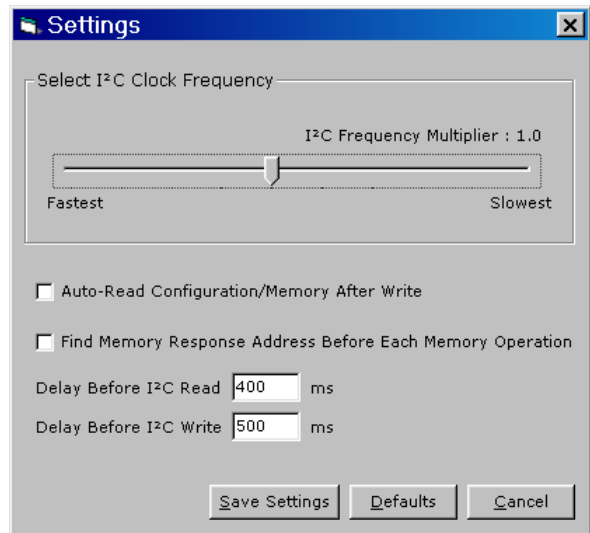 Settings
Select I²C Clock Frequency
I²C Frequency Multiplier : 1.0
Fastest Slowest
Auto-Read Configuration/Memory After Write
Find Memory Response Address Before Each Memory Operation
Delay Before I²C Read 400 ms
Delay Before I²C Write 500 ms
Save Settings Defaults Cancel